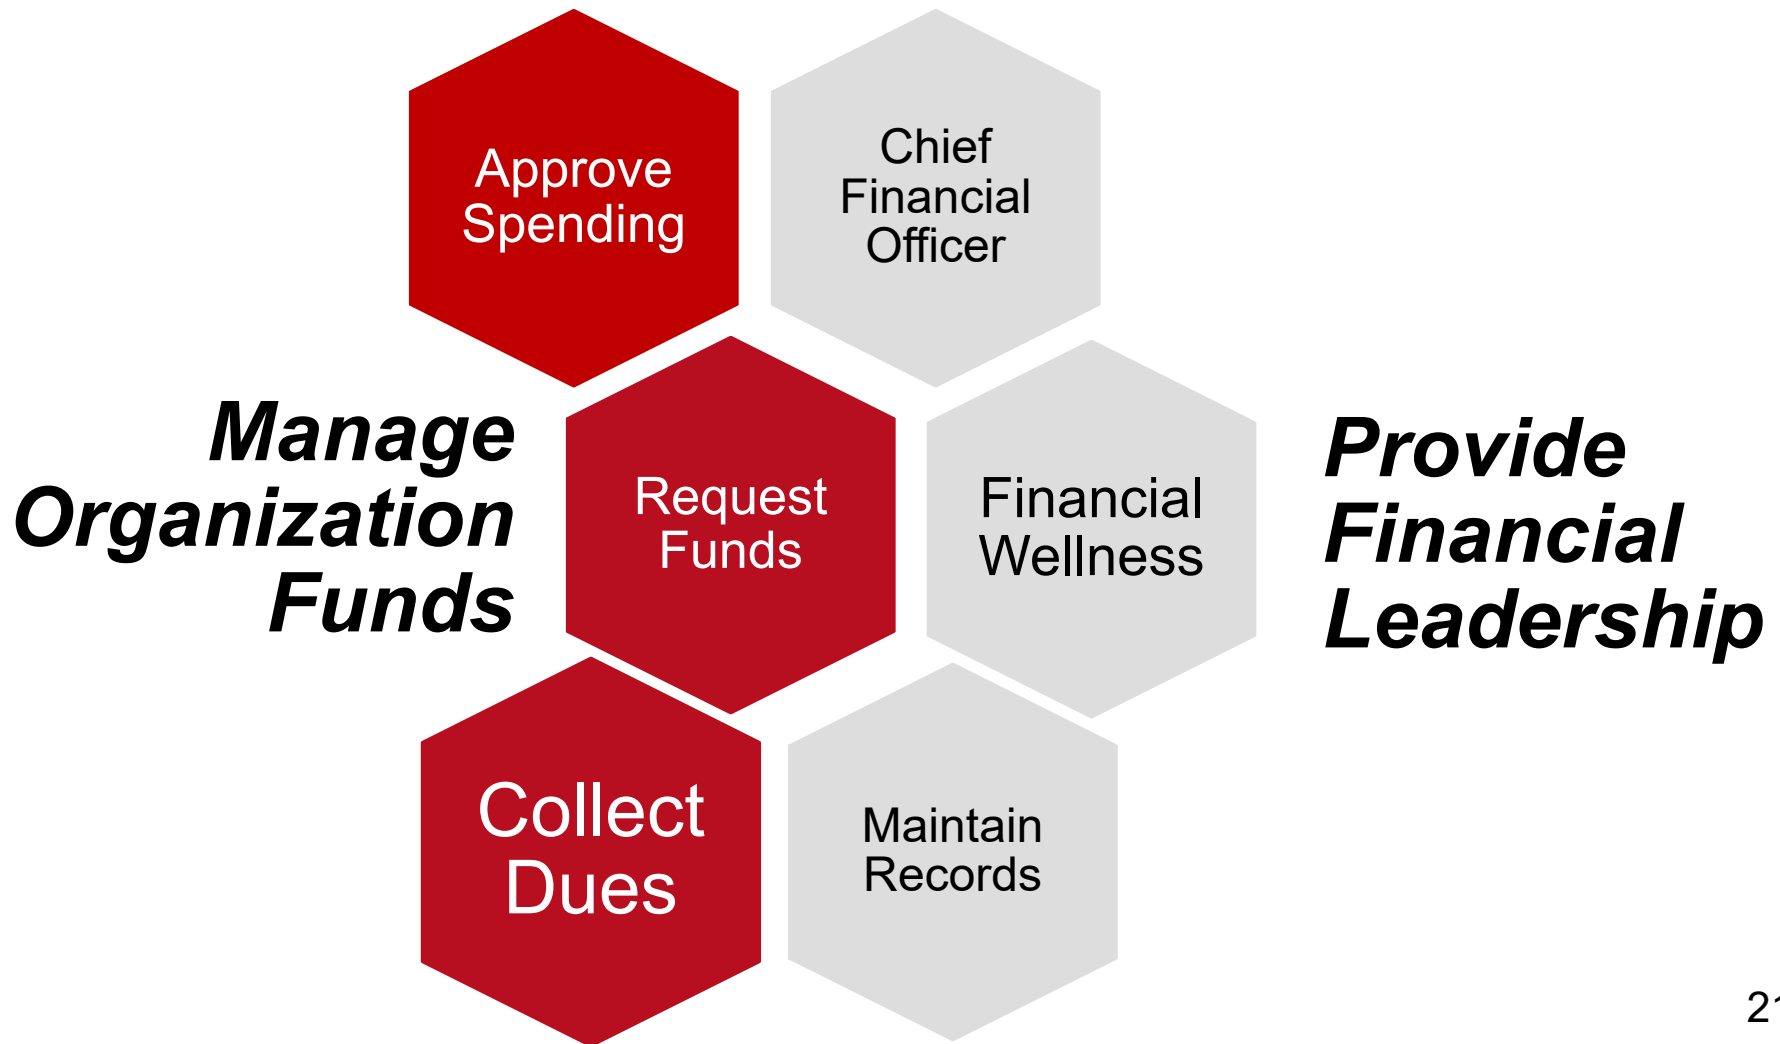 Approve
Spending
Chief
Financial
Officer
Manage
Organization
Funds
Request
Funds
Financial
Wellness
Provide
Financial
Leadership
Collect
Dues
Maintain
Records
21